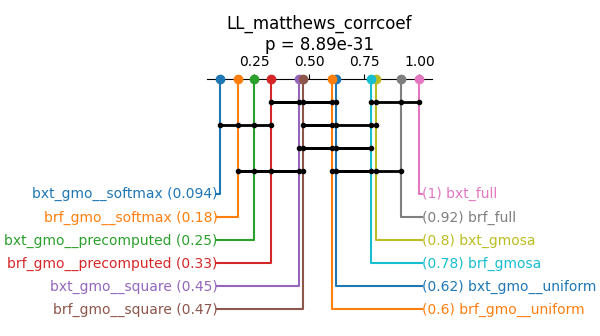 LL_matthews_corrcoef
p = 8.89e-31
0.25 0.50 0.75 1.00
bxt_gmo__softmax (0.094) (1) bxt_full
brf_gmo__softmax (0.18) (0.92) brf_full
bxt_gmo__precomputed (0.25) (0.8) bxt_gmosa
brf_gmo__precomputed (0.33) (0.78) brf_gmosa
bxt_gmo__square (0.45) (0.62) bxt_gmo__uniform
brf_gmo__square (0.47) (0.6) brf_gmo__uniform